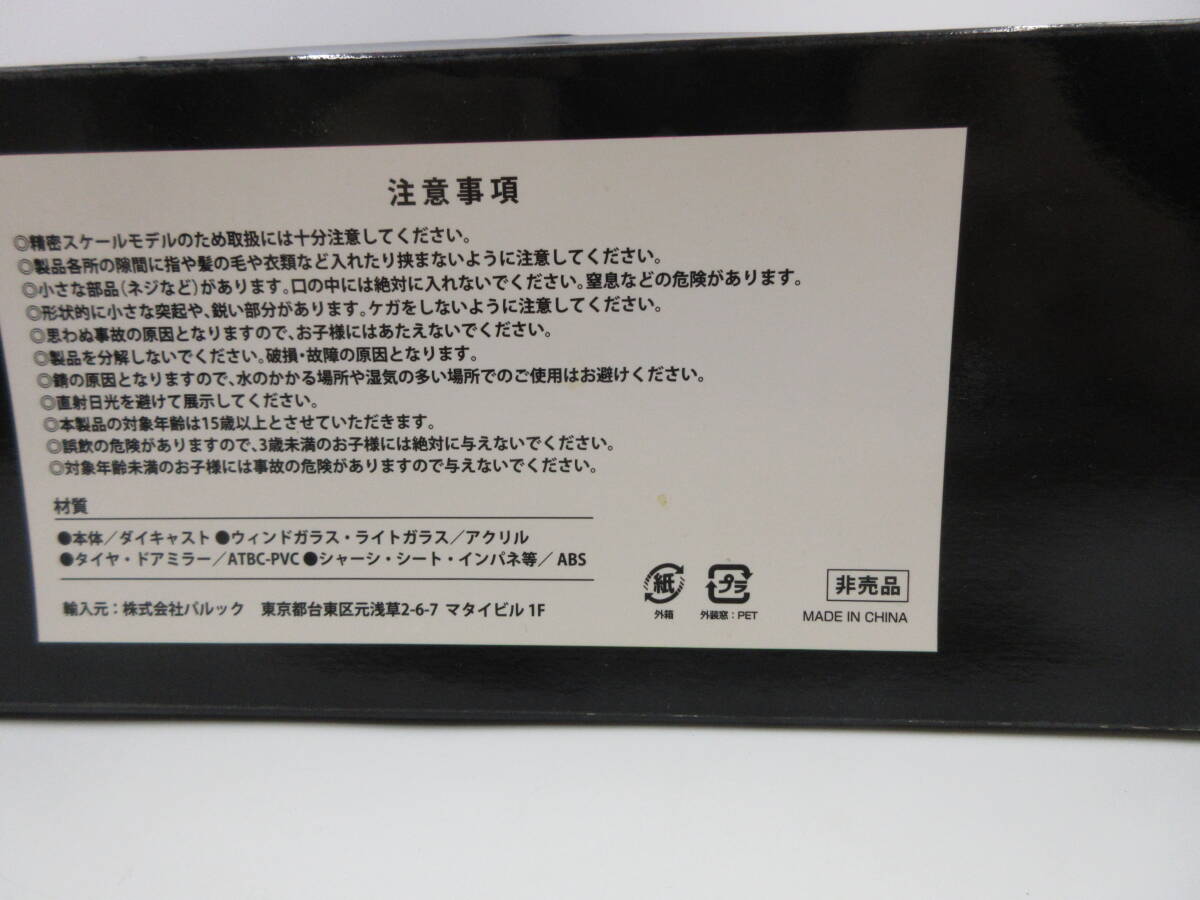 注意事項
◎精密スケールモデルのため取扱には十分注意してください。
◎製品各所の隙間に指や髪の毛や衣類など入れたり挟まないように注意してください。
◎小さな部品（ネジなど）があります。口の中には絶対に入れないでください。窒息などの危険があります。
◎形状的に小さな突起や、鋭い部分があります。ケガをしないように注意してください。
◎思わぬ事故の原因となりますので、お子様にはあたえないでください。
◎製品を分解しないでください。破損・故障の原因となります。
◎錆の原因となりますので、水のかかる場所や湿気の多い場所でのご使用はお避けください。
◎直射日光を避けて展示してください。
◎本製品の対象年齢は15歳以上とさせていただきます。
◎誤飲の危険がありますので、3歳未満のお子様には絶対に与えないでください。
◎対象年齢未満のお子様には事故の危険がありますので与えないでください。
材質
●本体／ダイキャスト ●ウィンドガラス・ライトガラス／アクリル
●タイヤ・ドアミラー／ATBC-PVC ●シャーシ・シート・インパネ等／ ABS
輸入元：株式会社パルック 東京都台東区元浅草2-6-7 マタイビル 1F
紙
外箱
プラ
外装窓：PET
非売品
MADE IN CHINA